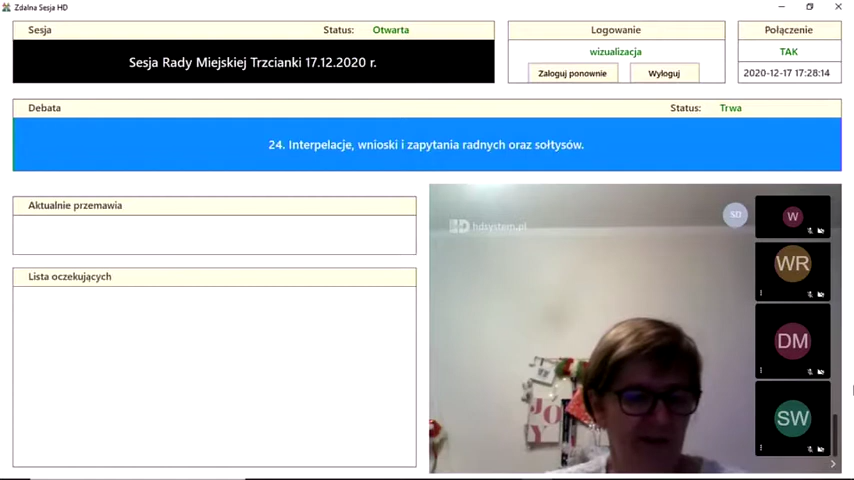 Zdalna Sesja HD
Sesja
Status: Otwarta
Sesja Rady Miejskiej Trzcianki 17.12.2020 r.
Logowanie
wizualizacja
Zaloguj ponownie
Wyloguj
Połączenie
TAK
2020-12-17 17:28:14
Debata
Status: Trwa
24. Interpelacje, wnioski i zapytania radnych oraz sołtysów.
Aktualnie przemawia
Lista oczekujących
HD hdsystem.pl
SD
W
WR
DM
SW
JO
Y